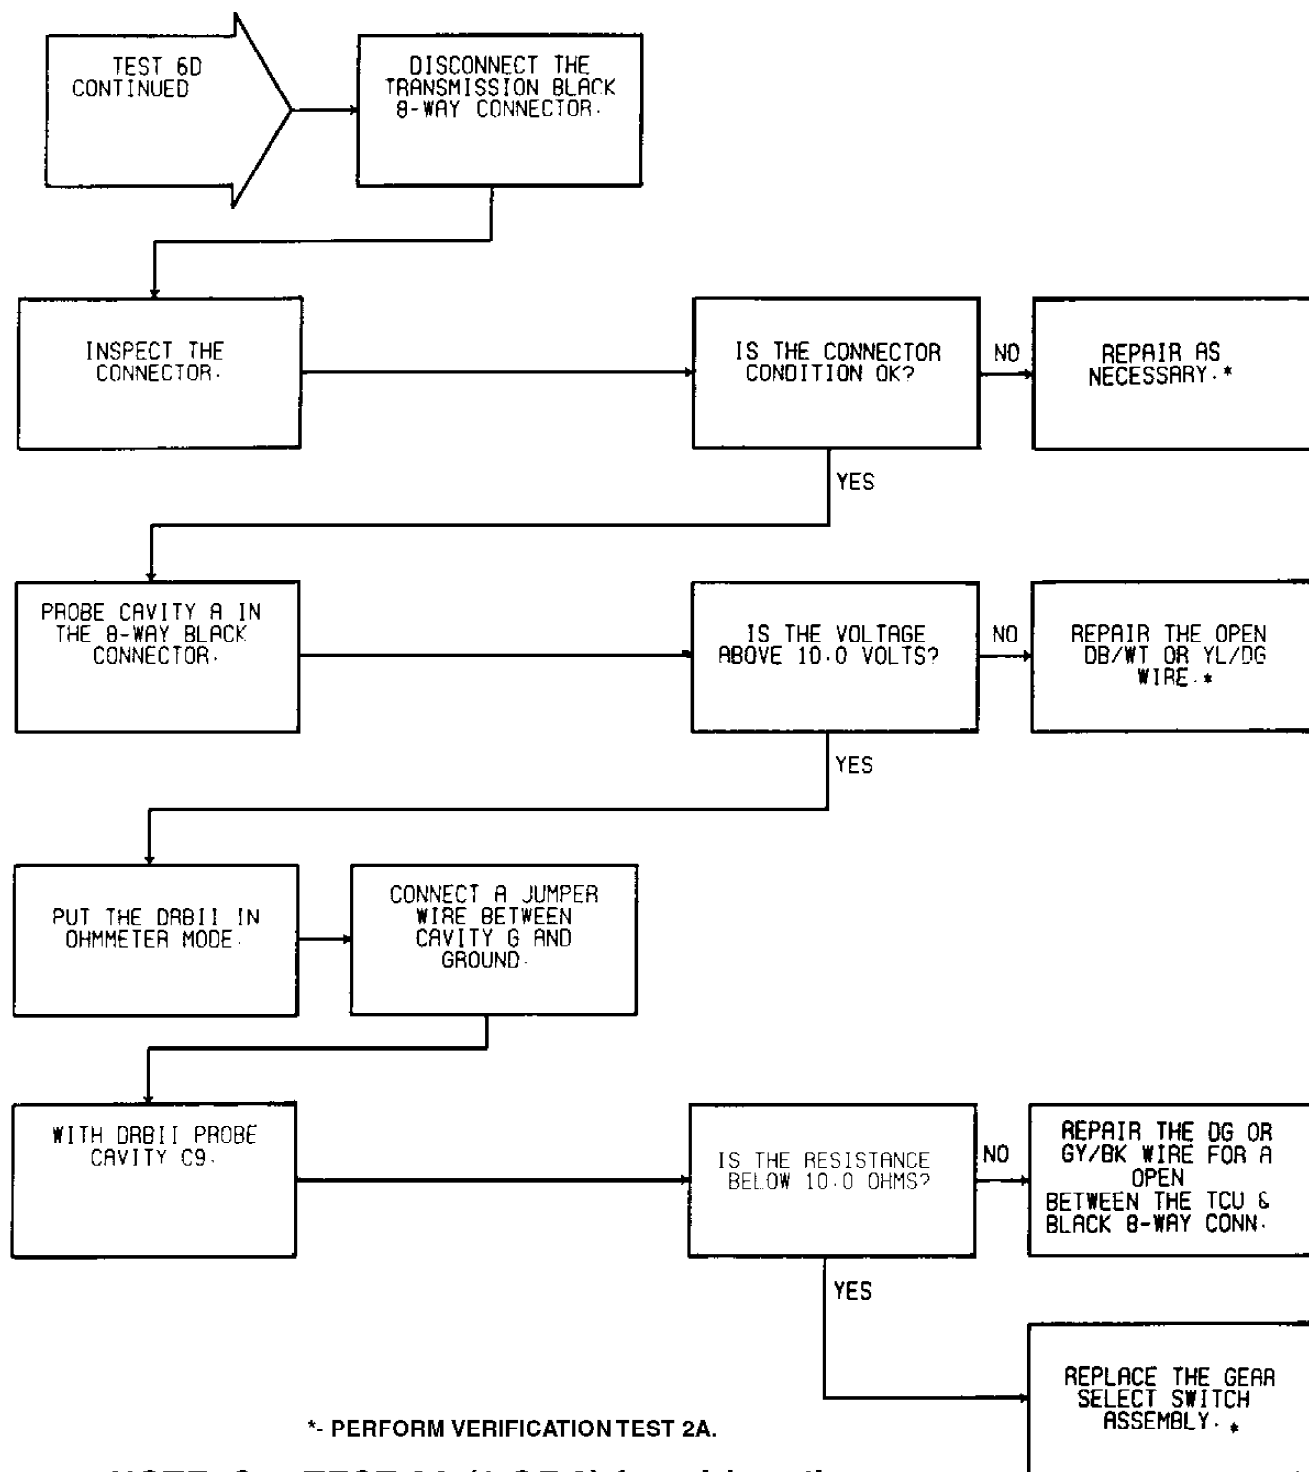 TEST 6D
CONTINUED
DISCONNECT THE
TRANSMISSION BLACK
8-WAY CONNECTOR.
INSPECT THE
CONNECTOR.
IS THE CONNECTOR
CONDITION OK?
NO
REPAIR AS
NECESSARY.*
YES
PROBE CAVITY A IN
THE 8-WAY BLACK
CONNECTOR.
IS THE VOLTAGE
ABOVE 10.0 VOLTS?
NO
REPAIR THE OPEN
DB/WT OR YL/DG
WIRE.*
YES
PUT THE DRBII IN
OHMMETER MODE.
CONNECT A JUMPER
WIRE BETWEEN
CAVITY G AND
GROUND.
WITH DRBII PROBE
CAVITY C9.
IS THE RESISTANCE
BELOW 10.0 OHMS?
NO
REPAIR THE DG OR
GY/BK WIRE FOR A
OPEN
BETWEEN THE TCU &
BLACK 8-WAY CONN.
YES
REPLACE THE GEAR
SELECT SWITCH
ASSEMBLY. *
*- PERFORM VERIFICATION TEST 2A.